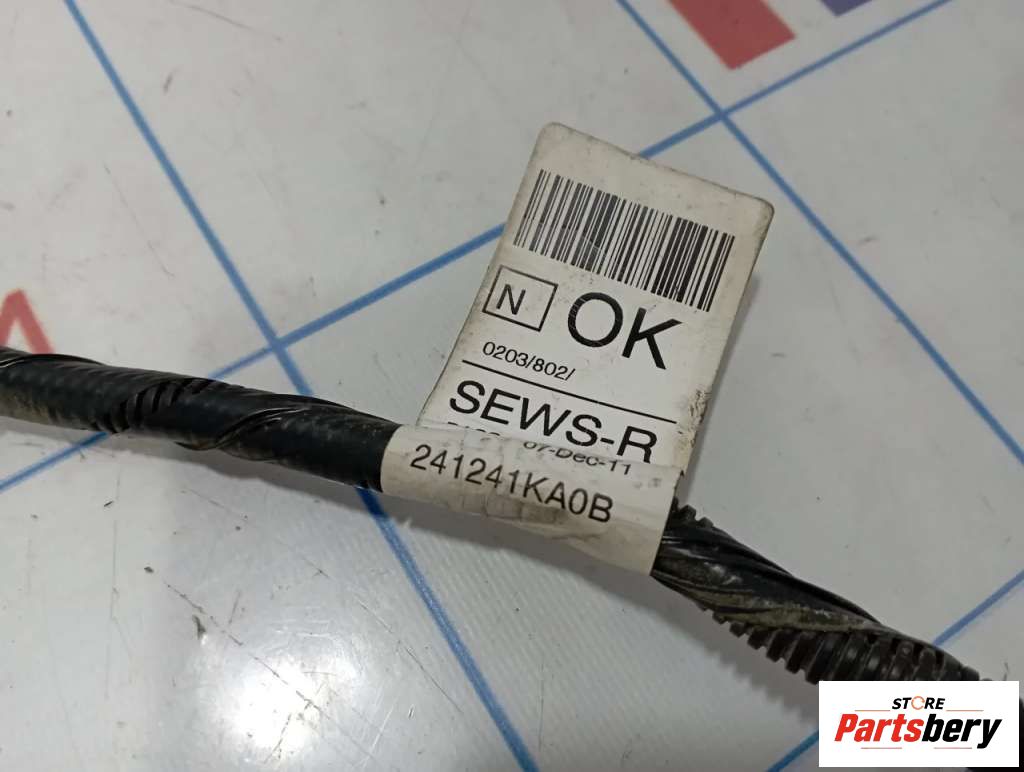 N OK
0203/802/
SEWS-R
07-Dec-11
241241KA0B
STORE
Partsbery